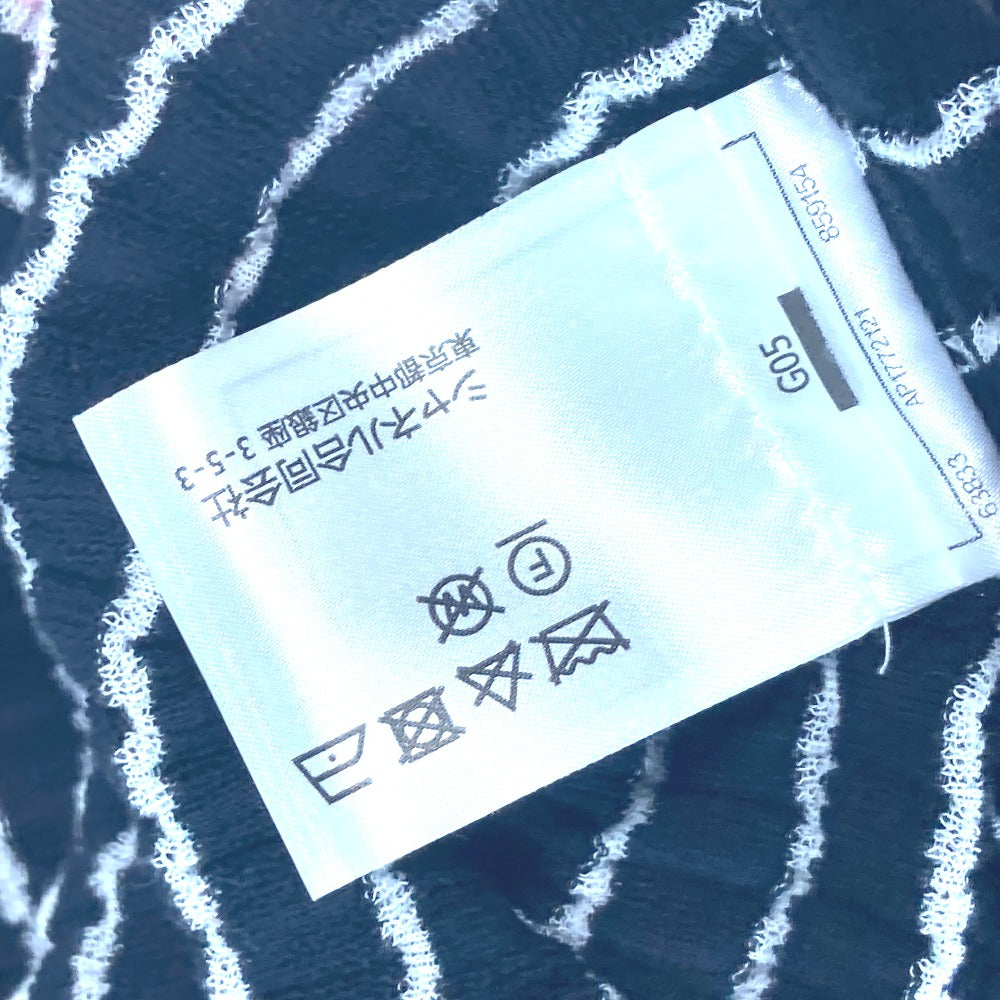 859154
AP1772121
63833
G05
シャネル合同会社
東京都中央区銀座 3-5-3
W
F